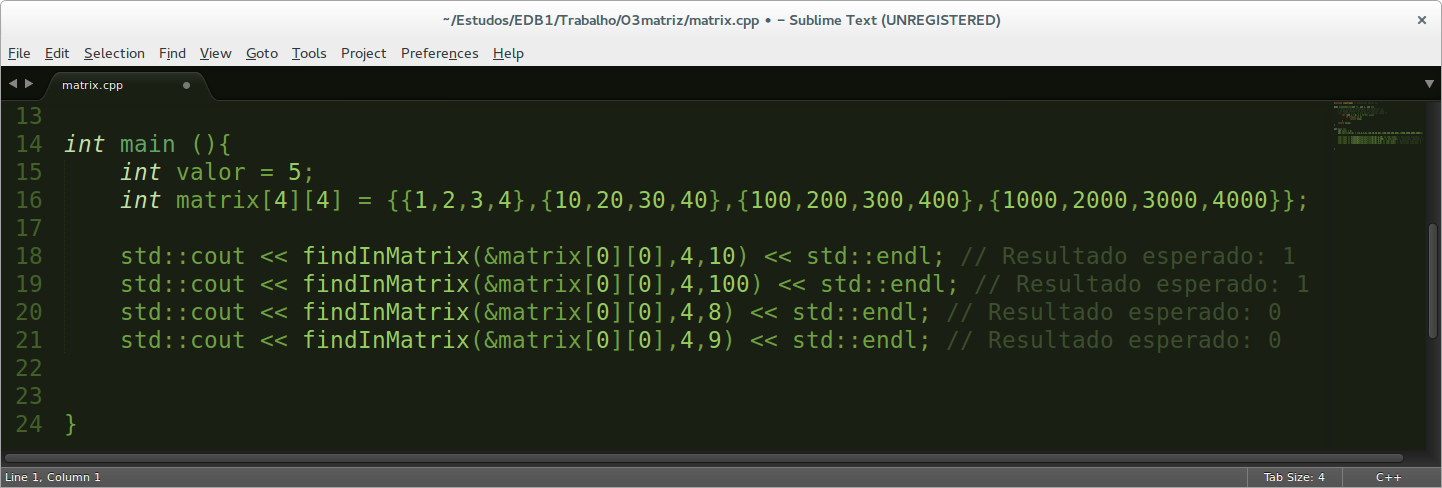 ~/Estudos/EDB1/Trabalho/03matriz/matrix.cpp • – Sublime Text (UNREGISTERED)
File Edit Selection Find View Goto Tools Project Preferences Help
matrix.cpp
13
14 int main (){
15     int valor = 5;
16     int matrix[4][4] = {{1,2,3,4},{10,20,30,40},{100,200,300,400},{1000,2000,3000,4000}};
17
18     std::cout << findInMatrix(&matrix[0][0],4,10) << std::endl; // Resultado esperado: 1
19     std::cout << findInMatrix(&matrix[0][0],4,100) << std::endl; // Resultado esperado: 1
20     std::cout << findInMatrix(&matrix[0][0],4,8) << std::endl; // Resultado esperado: 0
21     std::cout << findInMatrix(&matrix[0][0],4,9) << std::endl; // Resultado esperado: 0
22
23
24 }
Line 1, Column 1 Tab Size: 4 C++